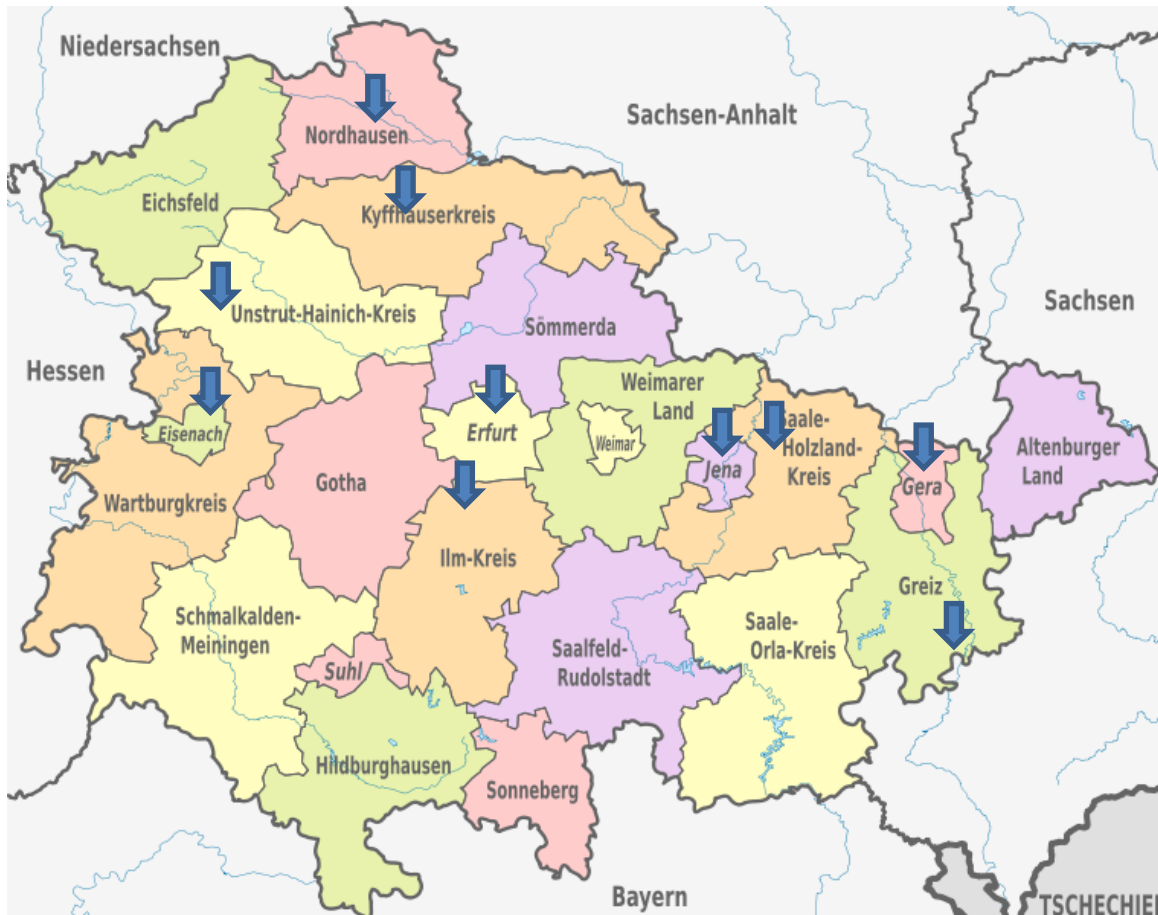 Niedersachsen
Sachsen-Anhalt
Nordhausen
Eichsfeld
Kyffhäuserkreis
Unstrut-Hainich-Kreis
Sömmerda
Sachsen
Hessen
Weimarer
Land
Eisenach
Erfurt
Weimar
Saale-
Holzland-
Kreis
Jena
Gera
Altenburger
Land
Gotha
Wartburgkreis
Ilm-Kreis
Greiz
Schmalkalden-
Meiningen
Saale-
Orla-Kreis
Saalfeld-
Rudolstadt
Suhl
Hildburghausen
Sonneberg
Bayern
TSCHECHIE